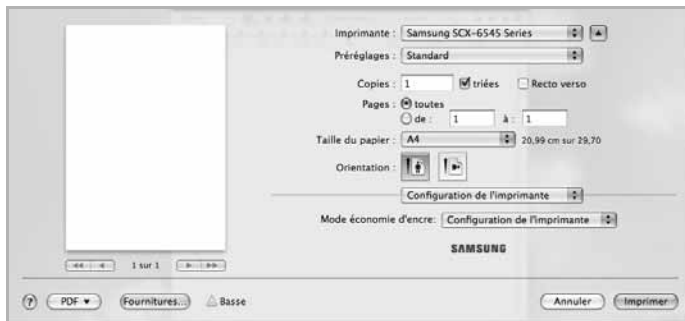 Imprimante : Samsung SCX-6545 Series
Préréglages : Standard
Copies : 1 triées Recto verso
Pages : toutes
de : 1 à : 1
Taille du papier : A4 20,99 cm sur 29,70
Orientation :
Configuration de l'imprimante
Mode économie d'encre: Configuration de l'imprimante
SAMSUNG
1 sur 1
? PDF Fournitures... Basse Annuler Imprimer